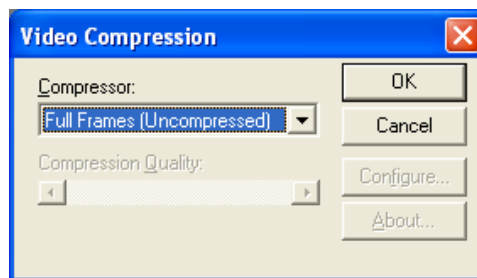 Video Compression
Compressor:
Full Frames (Uncompressed)
Compression Quality:
OK
Cancel
Configure...
About...